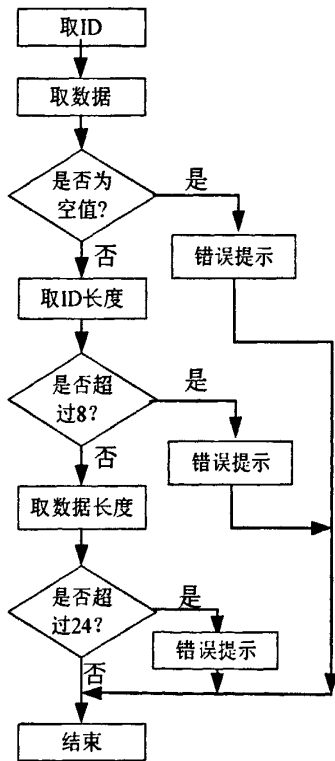 取ID
取数据
是否为
空值?
是
错误提示
否
取ID长度
是否超
过8?
是
错误提示
否
取数据长度
是否超
过24?
是
错误提示
否
结束